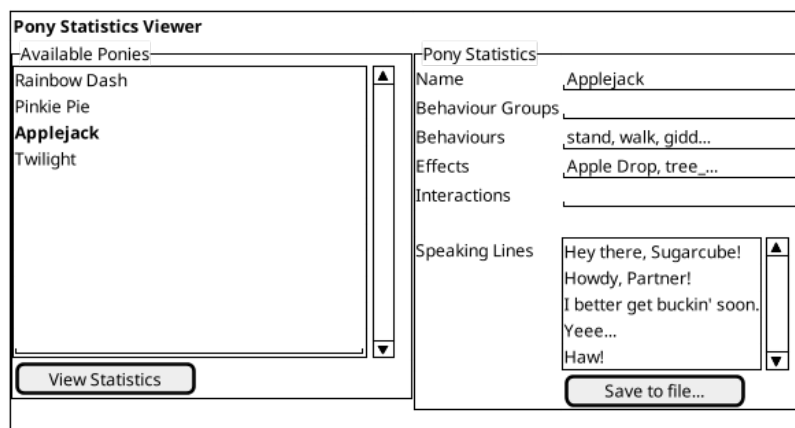 Pony Statistics Viewer
Available Ponies
Rainbow Dash
Pinkie Pie
Applejack
Twilight
View Statistics
Pony Statistics
Name Applejack
Behaviour Groups
Behaviours stand, walk, gidd...
Effects Apple Drop, tree_...
Interactions
Speaking Lines Hey there, Sugarcube!
Howdy, Partner!
I better get buckin' soon.
Yeee...
Haw!
Save to file...